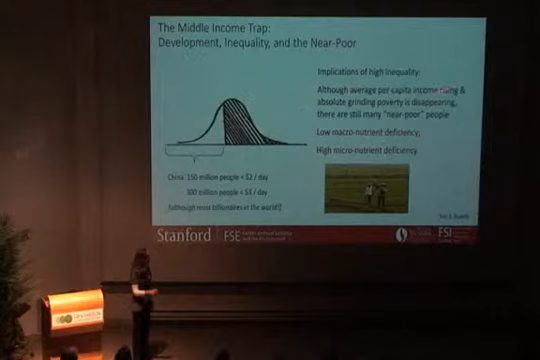 The Middle Income Trap:
Development, Inequality, and the Near-Poor
Implications of high inequality:
Although average per capita income rising &
absolute grinding poverty is disappearing,
there are still many "near-poor" people
Low macro-nutrient deficiency;
High micro-nutrient deficiency
China: 150 million people < $2 / day
300 million people < $3 / day
(although most billionaires in the world!)
Stanford
FSE
FSI